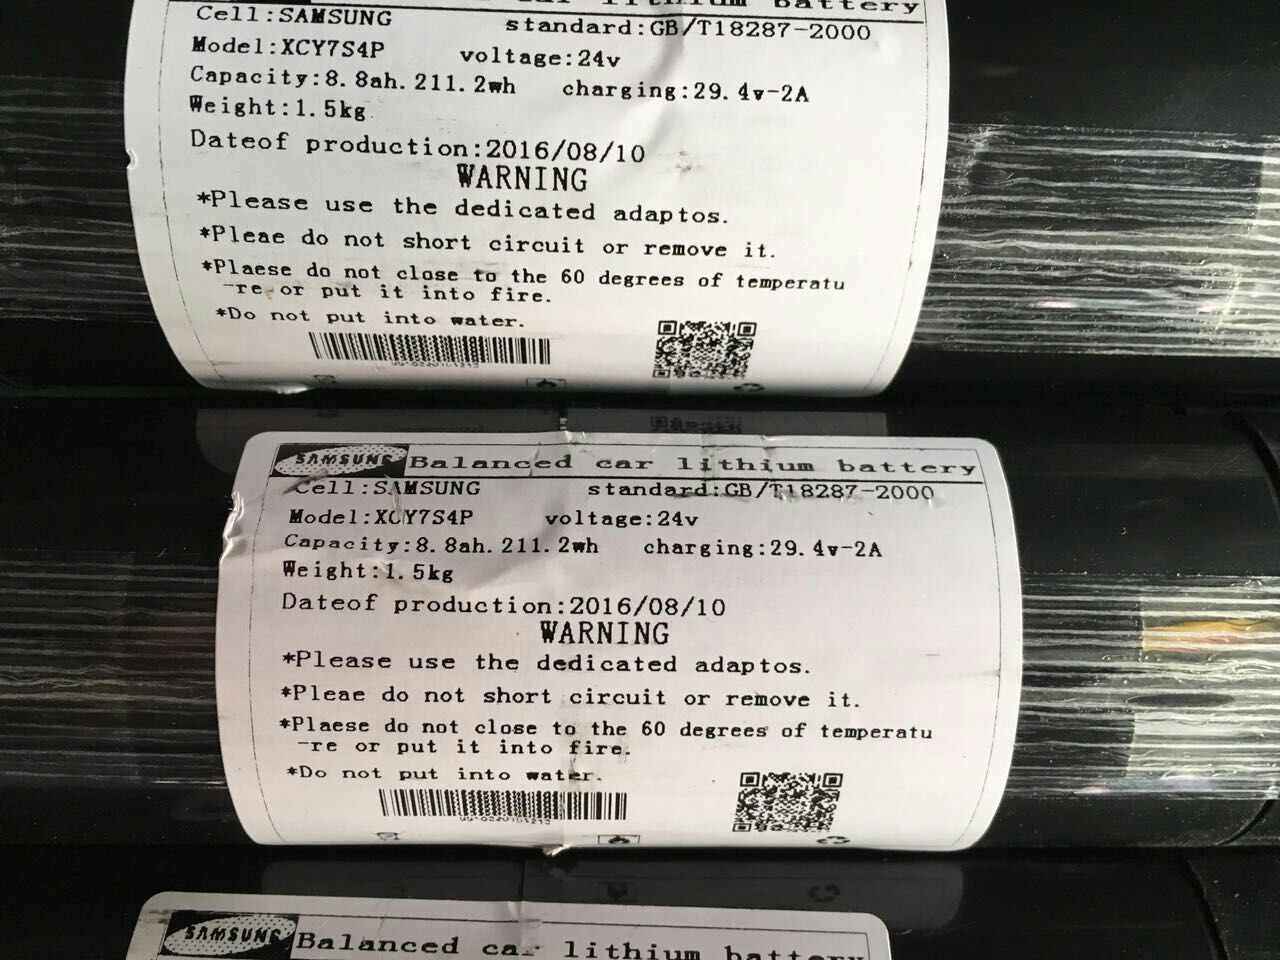 lithium battery
Cell:SAMSUNG standard:GB/T18287-2000
Model:XCY7S4P voltage:24v
Capacity:8.8ah.211.2wh charging:29.4v-2A
Weight:1.5kg
Dateof production:2016/08/10
WARNING
*Please use the dedicated adaptos.
*Pleae do not short circuit or remove it.
*Plaese do not close to the 60 degrees of temperatu
-re or put it into fire.
*Do not put into water.
SAMSUNG Balanced car lithium battery
Cell:SAMSUNG standard:GB/T18287-2000
Model:XCY7S4P voltage:24v
Capacity:8.8ah.211.2wh charging:29.4v-2A
Weight:1.5kg
Dateof production:2016/08/10
WARNING
*Please use the dedicated adaptos.
*Pleae do not short circuit or remove it.
*Plaese do not close to the 60 degrees of temperatu
-re or put it into fire.
*Do not put into water.
SAMSUNG Balanced car lithium battery